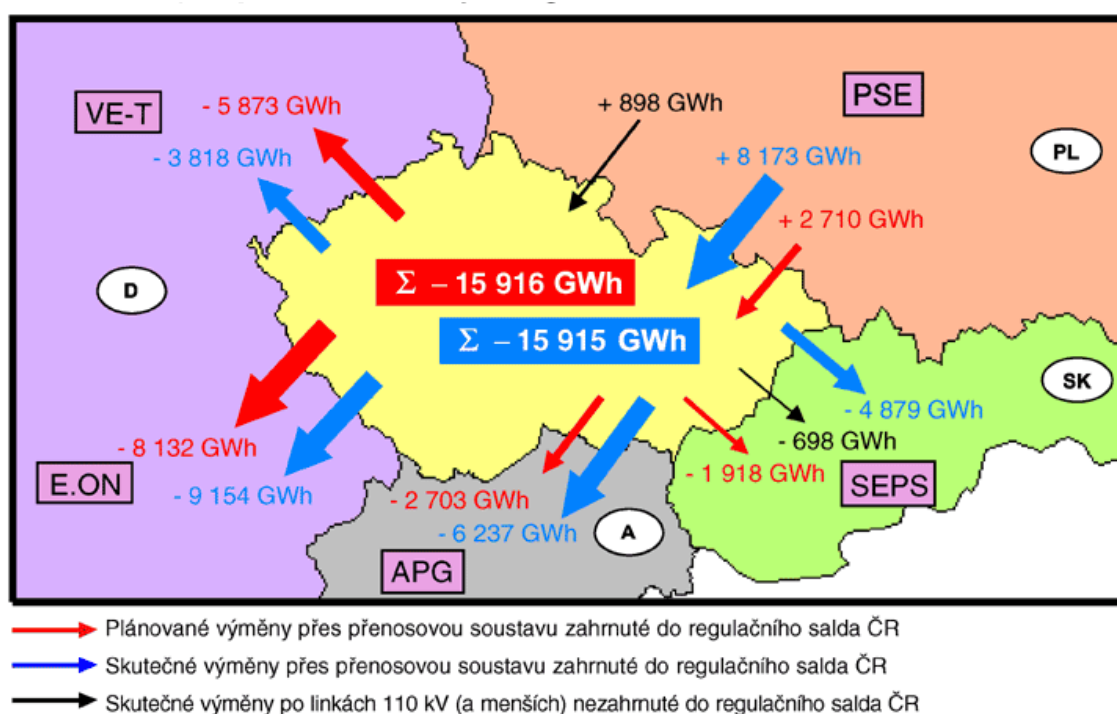 VE-T
- 5 873 GWh
+ 898 GWh
PSE
- 3 818 GWh
+ 8 173 GWh
PL
+ 2 710 GWh
D
Σ – 15 916 GWh
Σ – 15 915 GWh
SK
- 4 879 GWh
- 8 132 GWh
- 698 GWh
- 1 918 GWh
E.ON
- 9 154 GWh
- 2 703 GWh
SEPS
- 6 237 GWh
A
APG
Plánované výměny přes přenosovou soustavu zahrnuté do regulačního salda ČR
Skutečné výměny přes přenosovou soustavu zahrnuté do regulačního salda ČR
Skutečné výměny po linkách 110 kV (a menších) nezahrnuté do regulačního salda ČR